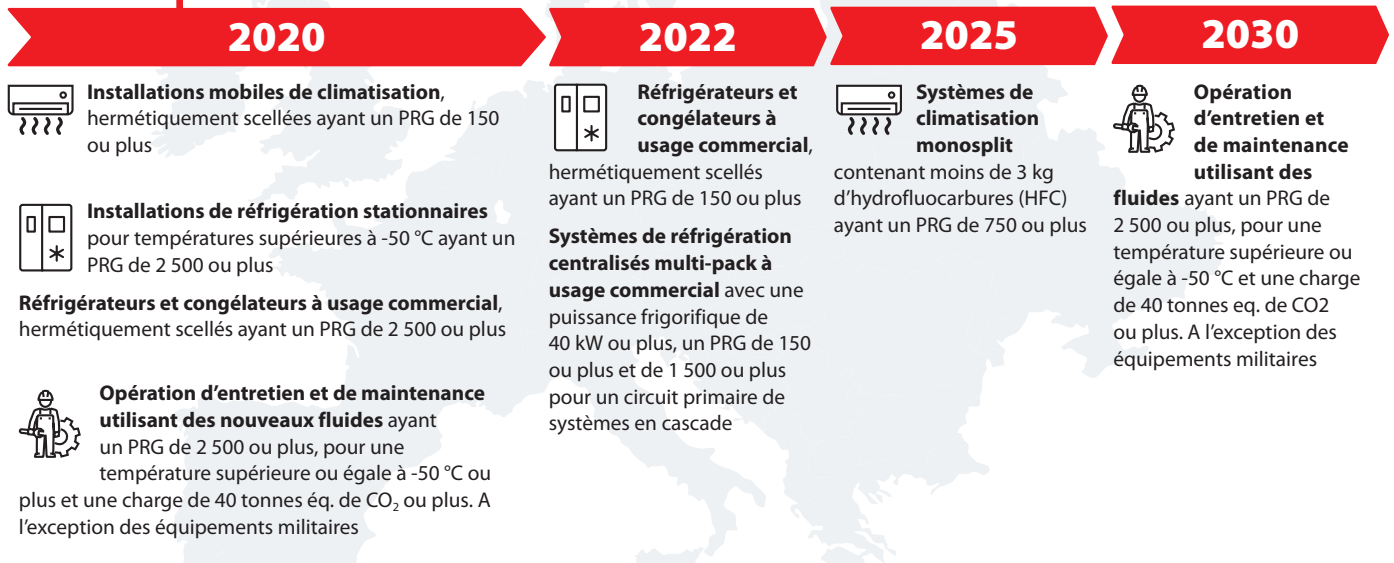 2020
Installations mobiles de climatisation,
hermétiquement scellées ayant un PRG de 150
ou plus
Installations de réfrigération stationnaires
pour températures supérieures à -50 °C ayant un
PRG de 2 500 ou plus
Réfrigérateurs et congélateurs à usage commercial,
hermétiquement scellés ayant un PRG de 2 500 ou plus
Opération d’entretien et de maintenance
utilisant des nouveaux fluides ayant
un PRG de 2 500 ou plus, pour une
température supérieure ou égale à -50 °C ou
plus et une charge de 40 tonnes éq. de CO₂ ou plus. A
l’exception des équipements militaires
2022
Réfrigérateurs et
congélateurs à
usage commercial,
hermétiquement scellés
ayant un PRG de 150 ou plus
Systèmes de réfrigération
centralisés multi-pack à
usage commercial avec une
puissance frigorifique de
40 kW ou plus, un PRG de 150
ou plus et de 1 500 ou plus
pour un circuit primaire de
systèmes en cascade
2025
Systèmes de
climatisation
monosplit
contenant moins de 3 kg
d’hydrofluocarbures (HFC)
ayant un PRG de 750 ou plus
2030
Opération
d’entretien et
de maintenance
utilisant des
fluides ayant un PRG de
2 500 ou plus, pour une
température supérieure ou
égale à -50 °C et une charge
de 40 tonnes eq. de CO2
ou plus. A l’exception des
équipements militaires